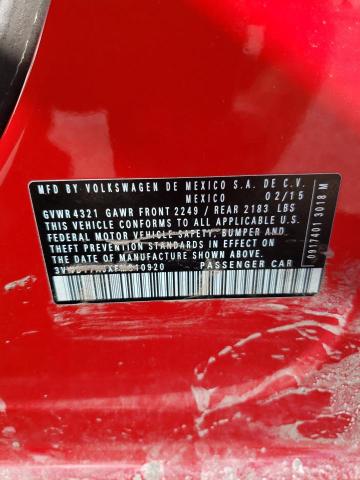 MFD BY VOLKSWAGEN DE MEXICO S.A. DE C.V.
MEXICO 02/15
GVWR 4321 GAWR FRONT 2249 / REAR 2183 LBS
THIS VEHICLE CONFORMS TO ALL APPLICABLE U.S.
FEDERAL MOTOR VEHICLE SAFETY, BUMPER AND
THEFT PREVENTION STANDARDS IN EFFECT ON THE
DATE OF MANUFACTURE SHOWN ABOVE.
PASSENGER CAR
0917401 3018 M